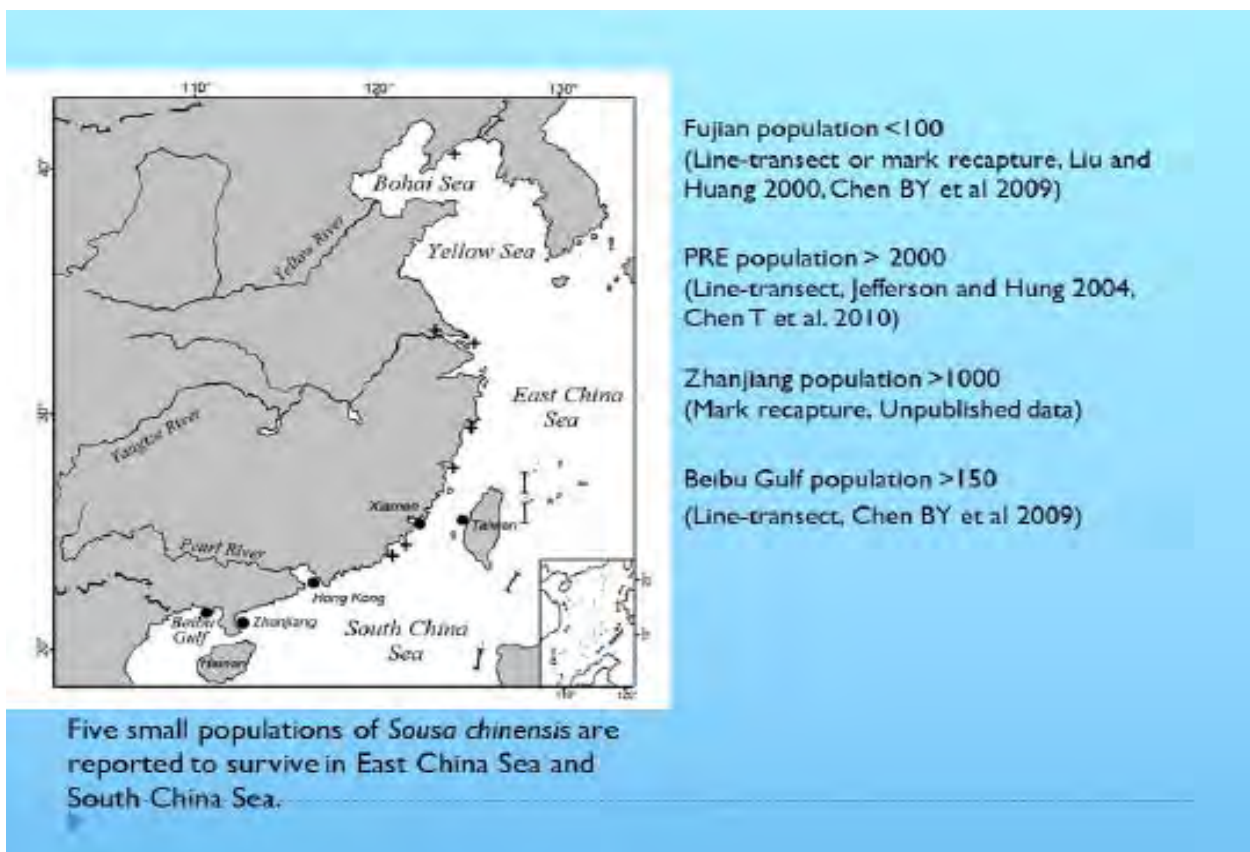 110°
120°
130°
40°
Bohai Sea
Yellow River
Yellow Sea
30°
East China
Sea
Yangtze River
Xiamen
Taiwan
Pearl River
Hong Kong
Beibu
Gulf
Zhanjiang
South China
Sea
20°
Hainan
Fujian population <100
(Line-transect or mark recapture, Liu and
Huang 2000, Chen BY et al 2009)
PRE population > 2000
(Line-transect, Jefferson and Hung 2004,
Chen T et al. 2010)
Zhanjiang population >1000
(Mark recapture, Unpublished data)
Beibu Gulf population >150
(Line-transect, Chen BY et al 2009)
Five small populations of Sousa chinensis are
reported to survive in East China Sea and
South China Sea.